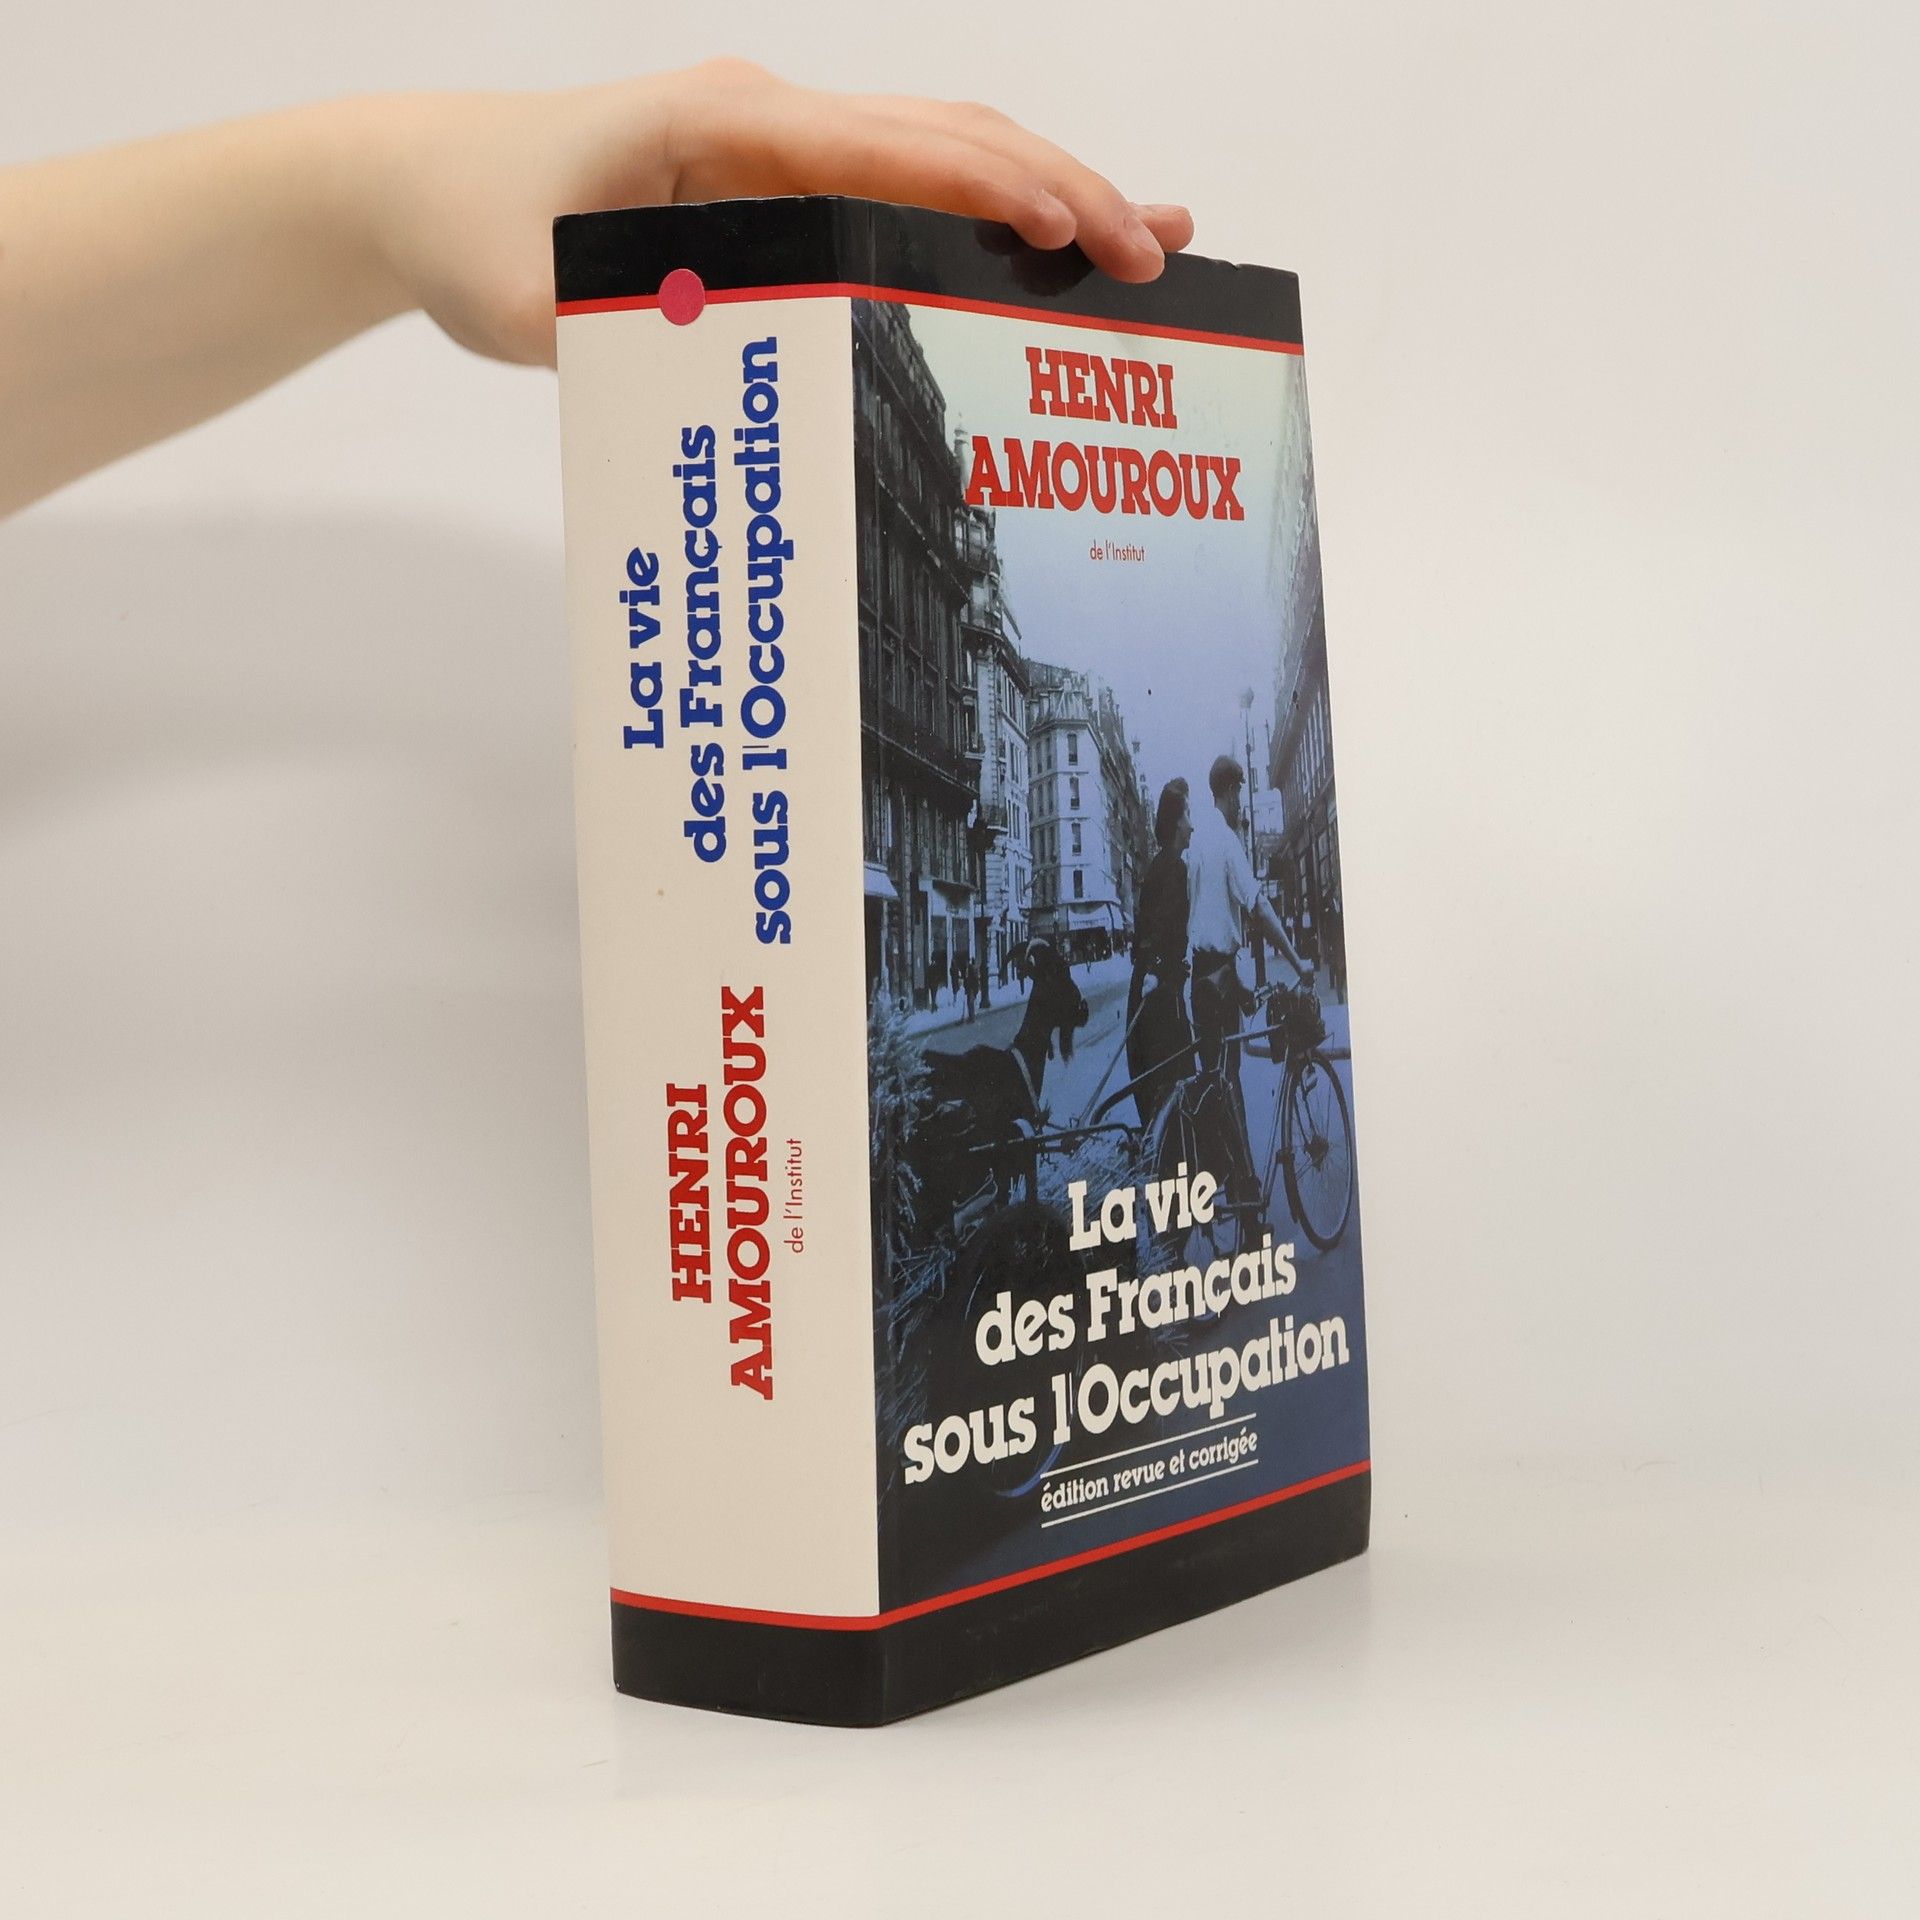 La vie
des Français
sous l'Occupation
HENRI
AMOUROUX
de l'Institut
HENRI
AMOUROUX
de l'Institut
La vie
des Français
sous l'Occupation
édition revue et corrigée